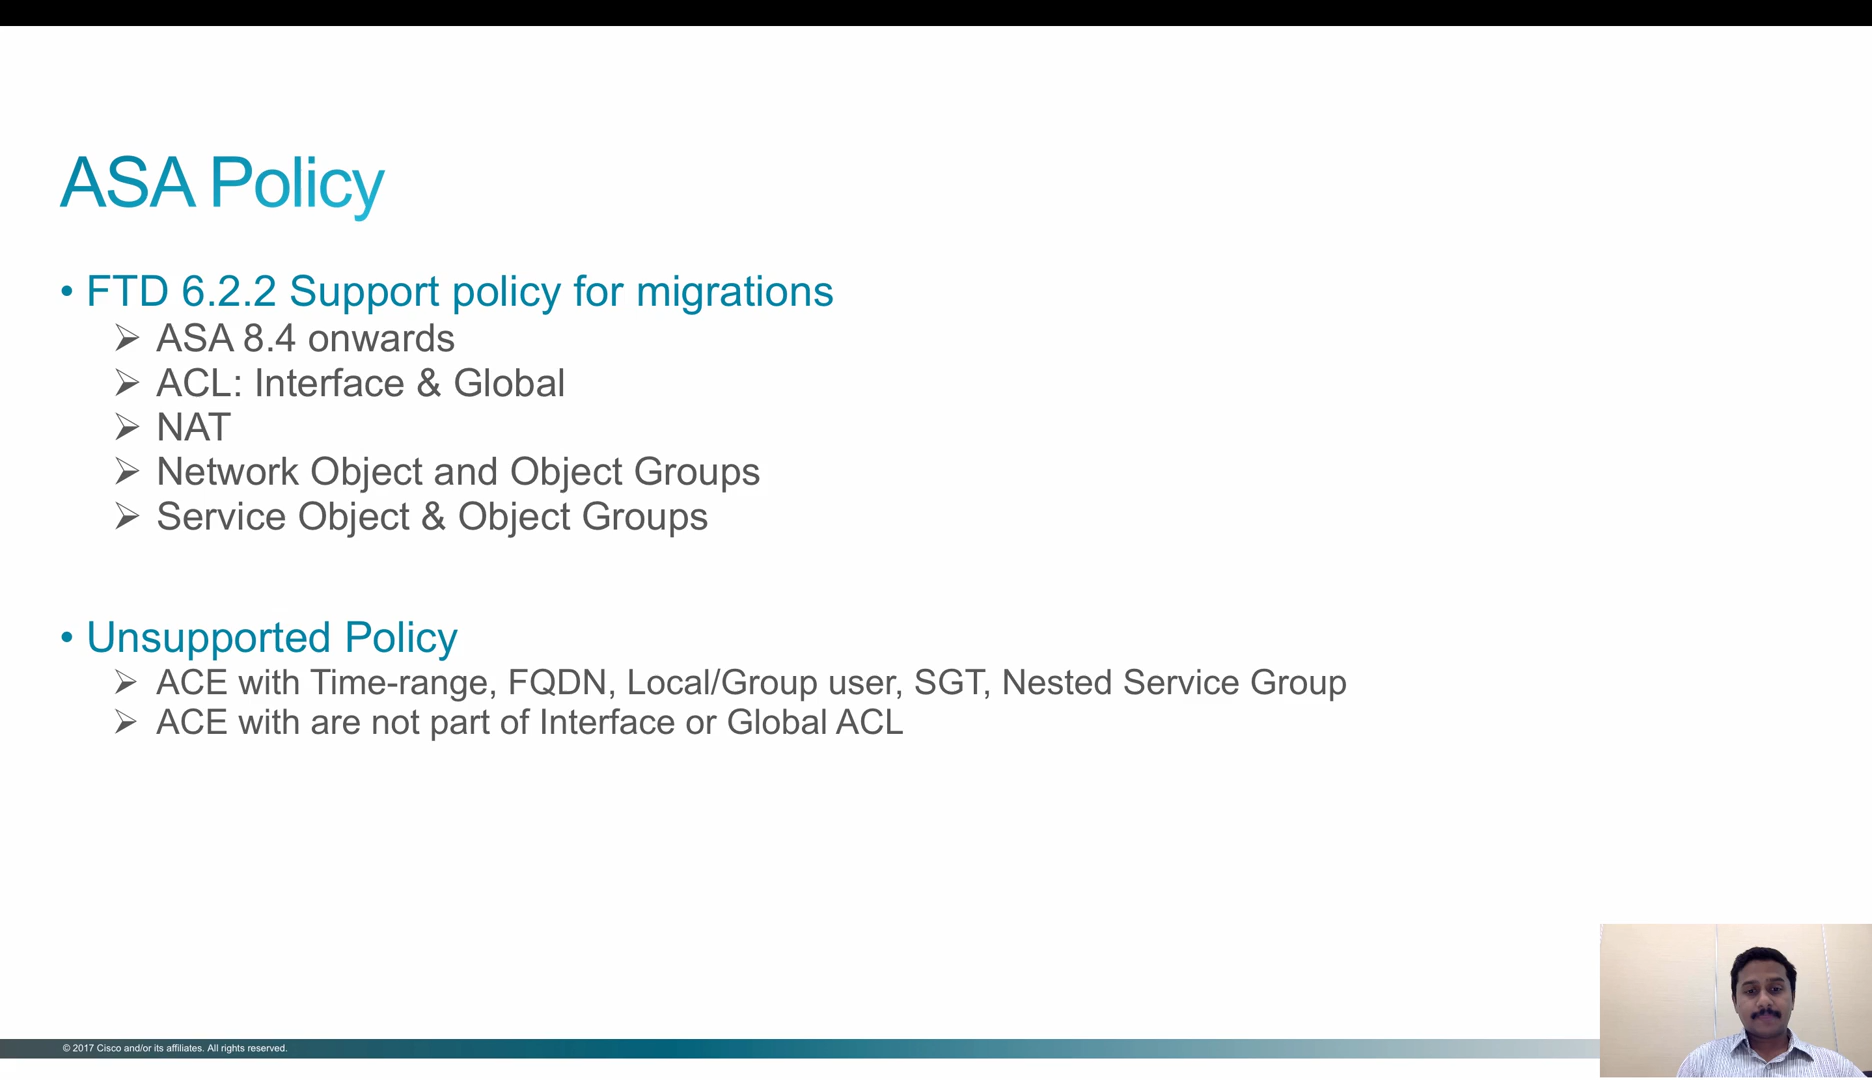 ASA Policy
• FTD 6.2.2 Support policy for migrations
➢ ASA 8.4 onwards
➢ ACL: Interface & Global
➢ NAT
➢ Network Object and Object Groups
➢ Service Object & Object Groups
• Unsupported Policy
➢ ACE with Time-range, FQDN, Local/Group user, SGT, Nested Service Group
➢ ACE with are not part of Interface or Global ACL
© 2017 Cisco and/or its affiliates. All rights reserved.